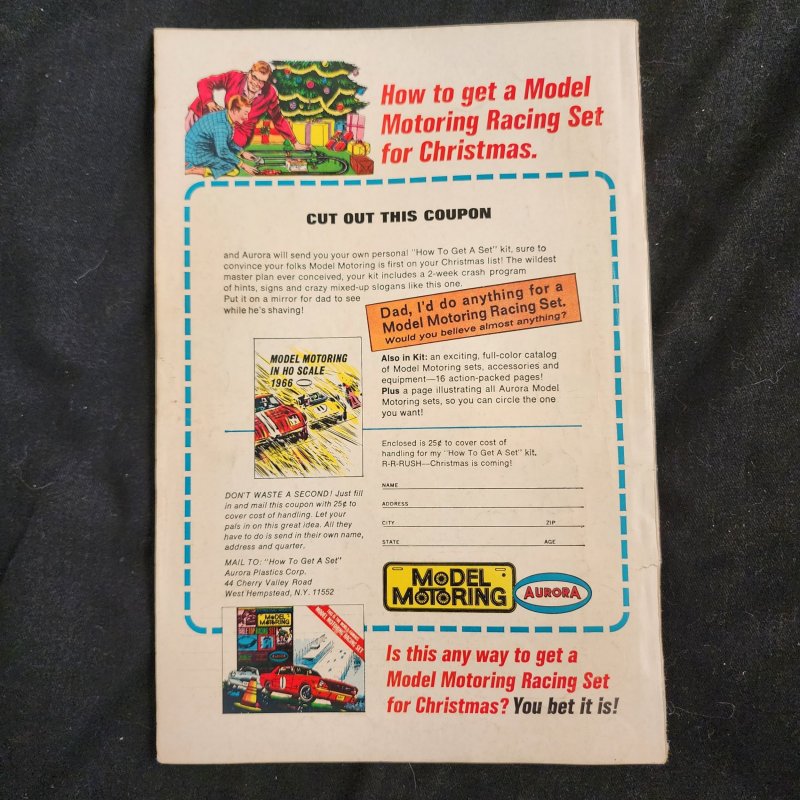 How to get a Model
Motoring Racing Set
for Christmas.
CUT OUT THIS COUPON
and Aurora will send you your own personal "How To Get A Set" kit, sure to
convince your folks Model Motoring is first on your Christmas list! The wildest
master plan ever conceived, your kit includes a 2-week crash program
of hints, signs and crazy mixed-up slogans like this one.
Put it on a mirror for dad to see
while he's shaving!
Dad, I'd do anything for a
Model Motoring Racing Set.
Would you believe almost anything?
MODEL MOTORING
IN HO SCALE
1966
Also in Kit: an exciting, full-color catalog
of Model Motoring sets, accessories and
equipment—16 action-packed pages!
Plus a page illustrating all Aurora Model
Motoring sets, so you can circle the one
you want!
Enclosed is 25¢ to cover cost of
handling for my "How To Get A Set" kit.
R-R-RUSH—Christmas is coming!
NAME
ADDRESS
CITY ZIP
STATE AGE
DON'T WASTE A SECOND! Just fill
in and mail this coupon with 25¢ to
cover cost of handling. Let your
pals in on this great idea. All they
have to do is send in their own name,
address and quarter.
MAIL TO: "How To Get A Set"
Aurora Plastics Corp.
44 Cherry Valley Road
West Hempstead, N.Y. 11552
MODEL
MOTORING
AURORA
MODEL
MOTORING
MODEL MOTORING RACING SET
Is this any way to get a
Model Motoring Racing Set
for Christmas? You bet it is!